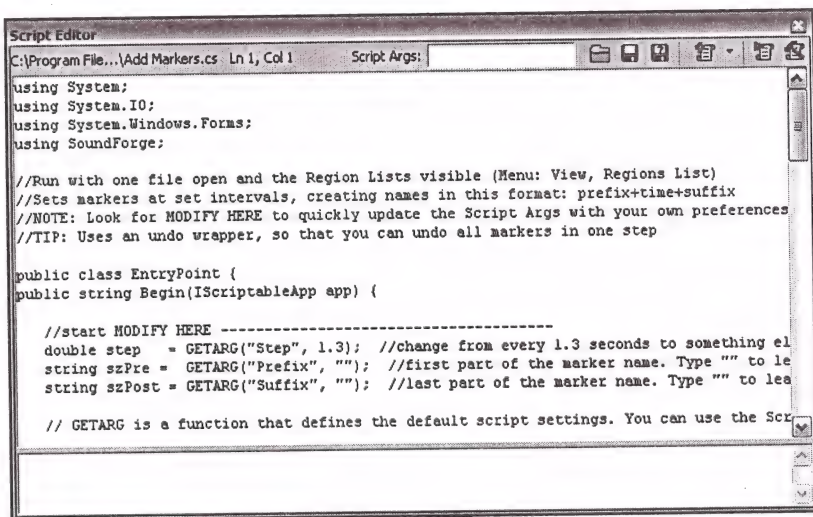 Script Editor
C:\Program File...\Add Markers.cs Ln 1, Col 1 Script Args:
using System;
using System.IO;
using System.Windows.Forms;
using SoundForge;
//Run with one file open and the Region Lists visible (Menu: View, Regions List)
//Sets markers at set intervals, creating names in this format: prefix+time+suffix
//NOTE: Look for MODIFY HERE to quickly update the Script Args with your own preferences
//TIP: Uses an undo wrapper, so that you can undo all markers in one step
public class EntryPoint {
public string Begin(IScriptableApp app) {
//start MODIFY HERE ---------------------------------------
double step = GETARG("Step", 1.3); //change from every 1.3 seconds to something el
string szPre = GETARG("Prefix", ""); //first part of the marker name. Type "" to le
string szPost = GETARG("Suffix", ""); //last part of the marker name. Type "" to lea
// GETARG is a function that defines the default script settings. You can use the Scr